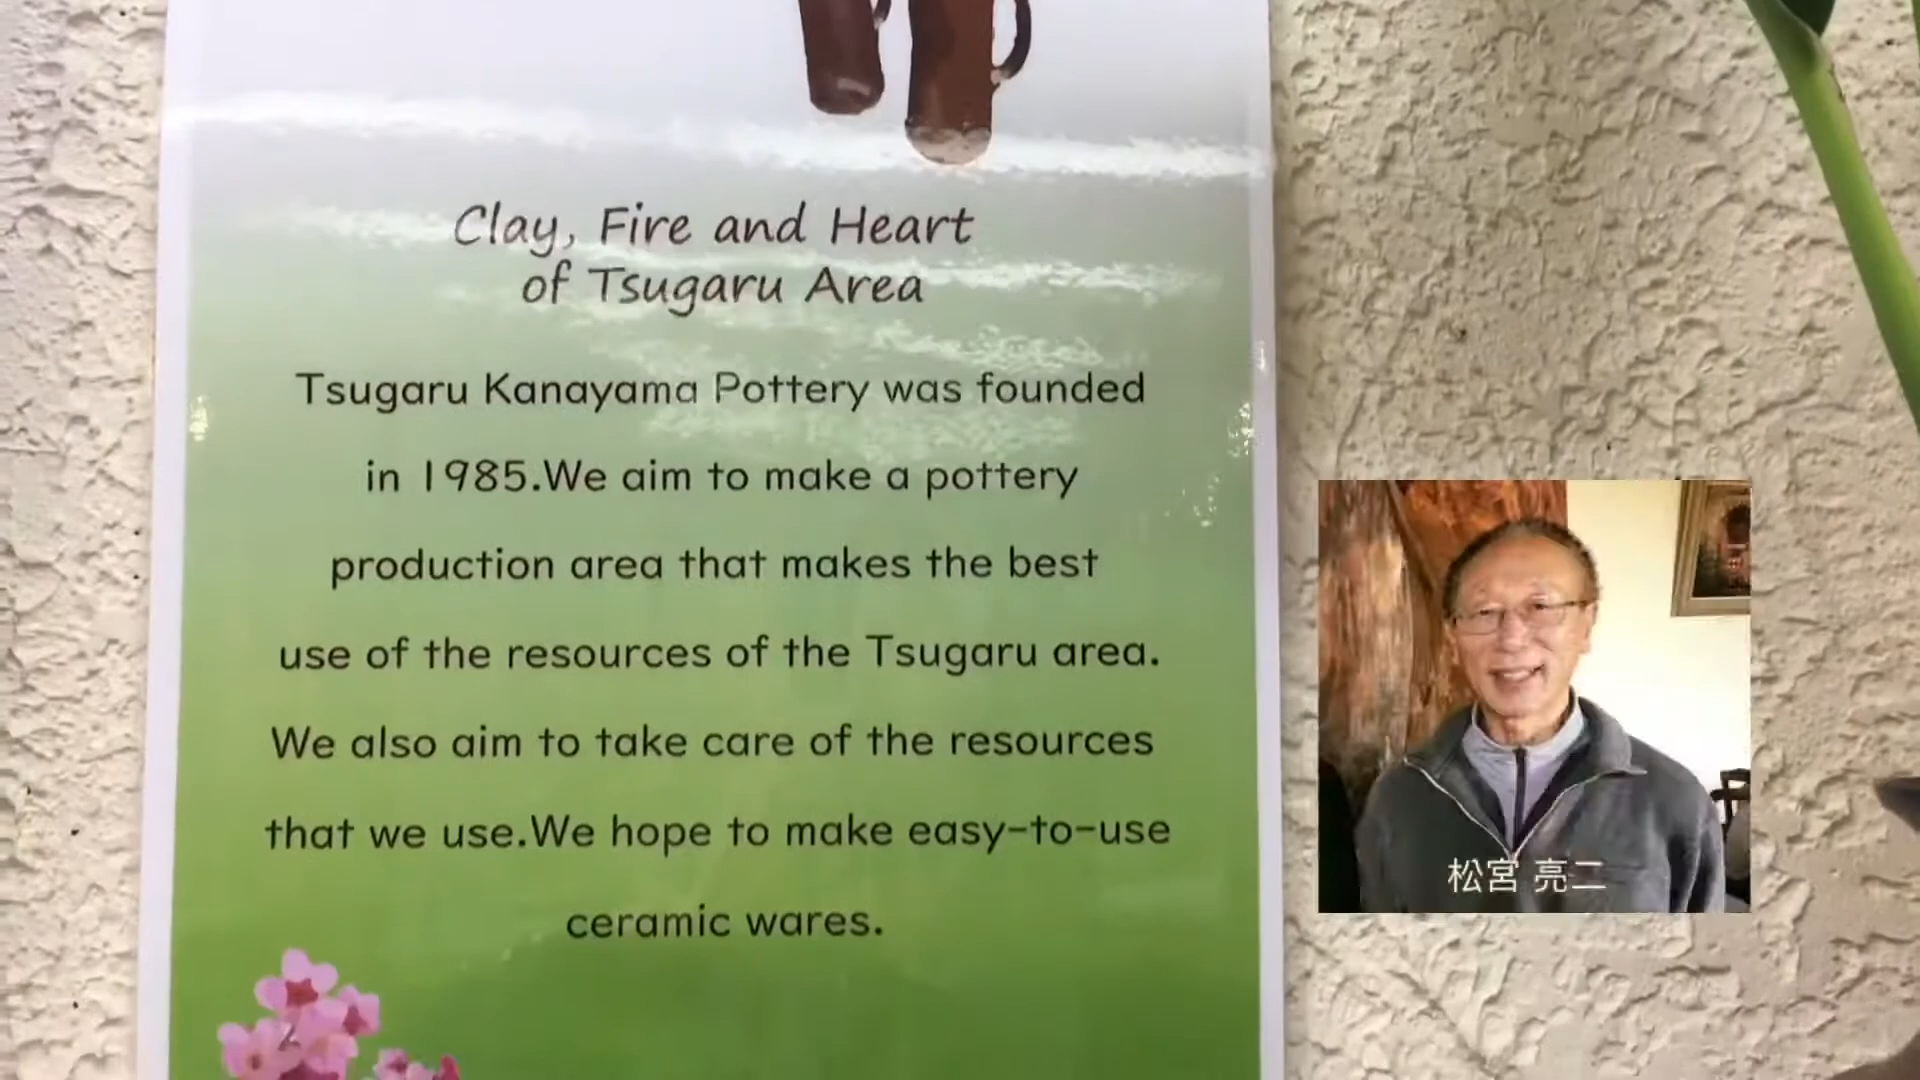 Clay, Fire and Heart
of Tsugaru Area
Tsugaru Kanayama Pottery was founded
in 1985.We aim to make a pottery
production area that makes the best
use of the resources of the Tsugaru area.
We also aim to take care of the resources
that we use.We hope to make easy-to-use
ceramic wares.
松宮 亮二